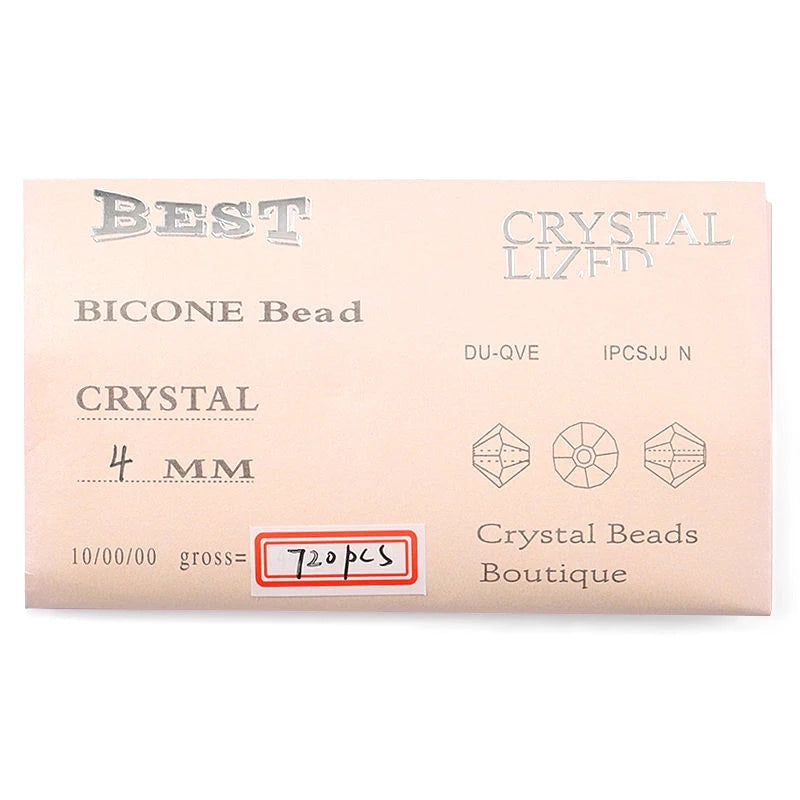 BEST
CRYSTAL
LIZED
BICONE Bead
DU-QVE IPCSJJ N
CRYSTAL
4 MM
10/00/00 gross= 720pcs
Crystal Beads
Boutique